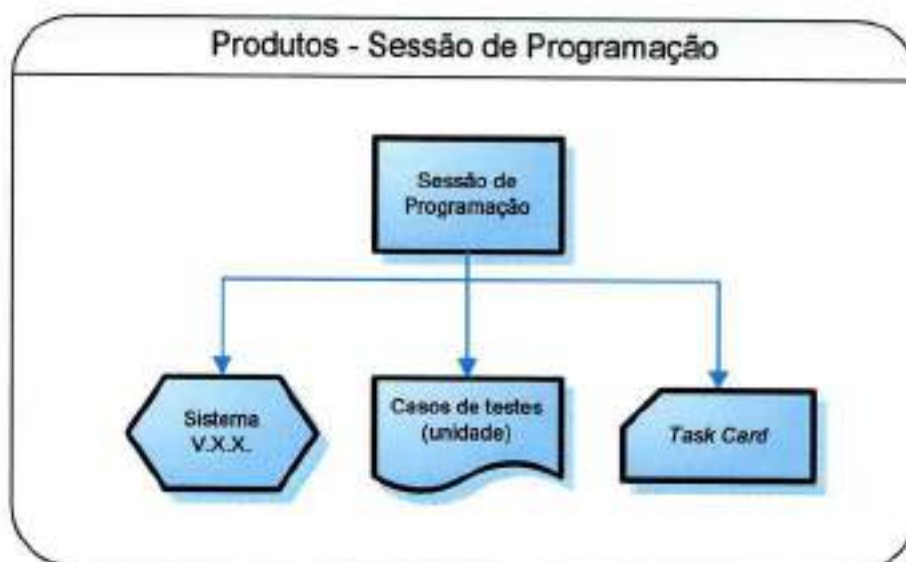 Produtos - Sessão de Programação
Sessão de
Programação
Sistema
V.X.X.
Casos de testes
(unidade)
Task Card